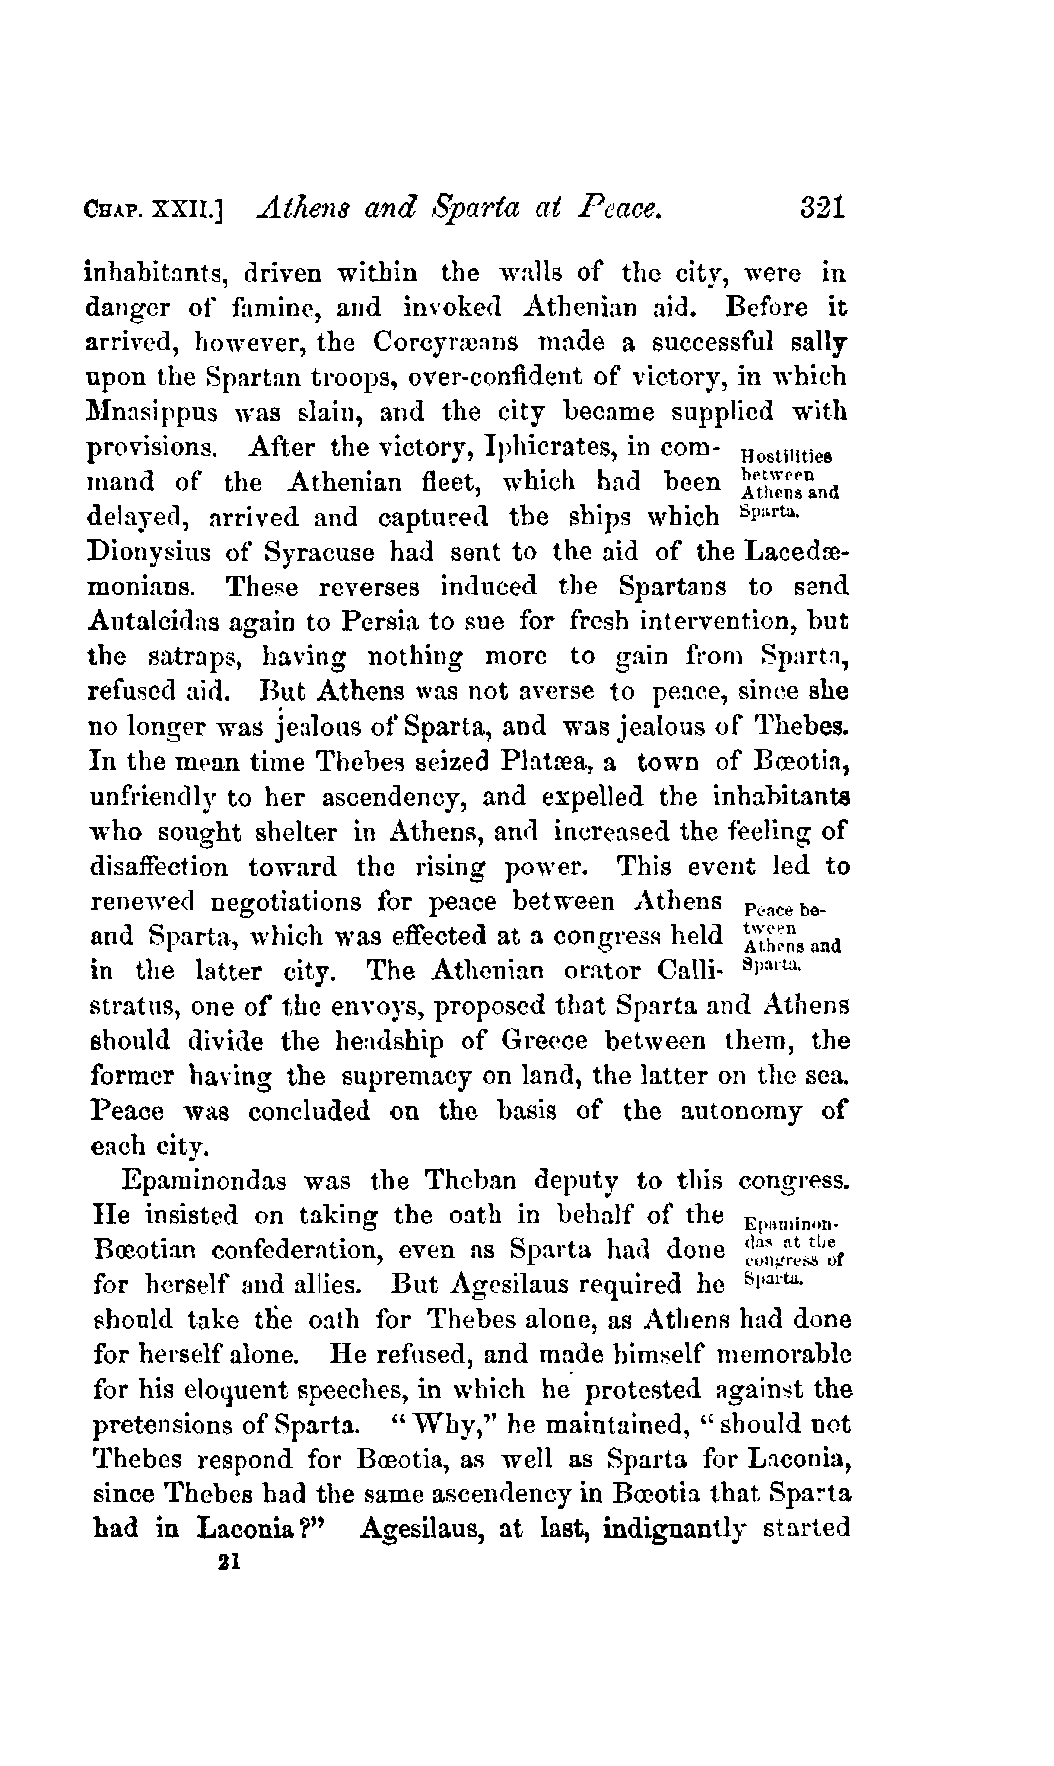 CHAP. XXII.] Athens and Sparta at Peace. 321
inhabitants, driven within the walls of the city, were in
danger of famine, and invoked Athenian aid. Before it
arrived, however, the Corcyræans made a successful sally
upon the Spartan troops, over-confident of victory, in which
Mnasippus was slain, and the city became supplied with
provisions. After the victory, Iphicrates, in com-
mand of the Athenian fleet, which had been
delayed, arrived and captured the ships which
Hostilities
between
Athens and
Sparta.
Dionysius of Syracuse had sent to the aid of the Lacedæ-
monians. These reverses induced the Spartans to send
Antalcidas again to Persia to sue for fresh intervention, but
the satraps, having nothing more to gain from Sparta,
refused aid. But Athens was not averse to peace, since she
no longer was jealous of Sparta, and was jealous of Thebes.
In the mean time Thebes seized Platæa, a town of Bœotia,
unfriendly to her ascendency, and expelled the inhabitants
who sought shelter in Athens, and increased the feeling of
disaffection toward the rising power. This event led to
renewed negotiations for peace between Athens
and Sparta, which was effected at a congress held
in the latter city. The Athenian orator Calli-
Peace be-
tween
Athens and
Sparta.
stratus, one of the envoys, proposed that Sparta and Athens
should divide the headship of Greece between them, the
former having the supremacy on land, the latter on the sea.
Peace was concluded on the basis of the autonomy of
each city.
Epaminondas was the Theban deputy to this congress.
He insisted on taking the oath in behalf of the
Bœotian confederation, even as Sparta had done
for herself and allies. But Agesilaus required he
Epaminon-
das at the
congress of
Sparta.
should take the oath for Thebes alone, as Athens had done
for herself alone. He refused, and made himself memorable
for his eloquent speeches, in which he protested against the
pretensions of Sparta. "Why," he maintained, "should not
Thebes respond for Bœotia, as well as Sparta for Laconia,
since Thebes had the same ascendency in Bœotia that Sparta
had in Laconia?" Agesilaus, at last, indignantly started
21